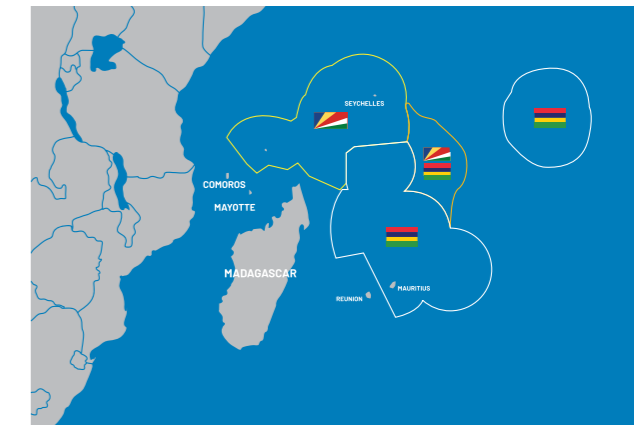 SEYCHELLES
COMOROS
MAYOTTE
MADAGASCAR
MAURITIUS
REUNION